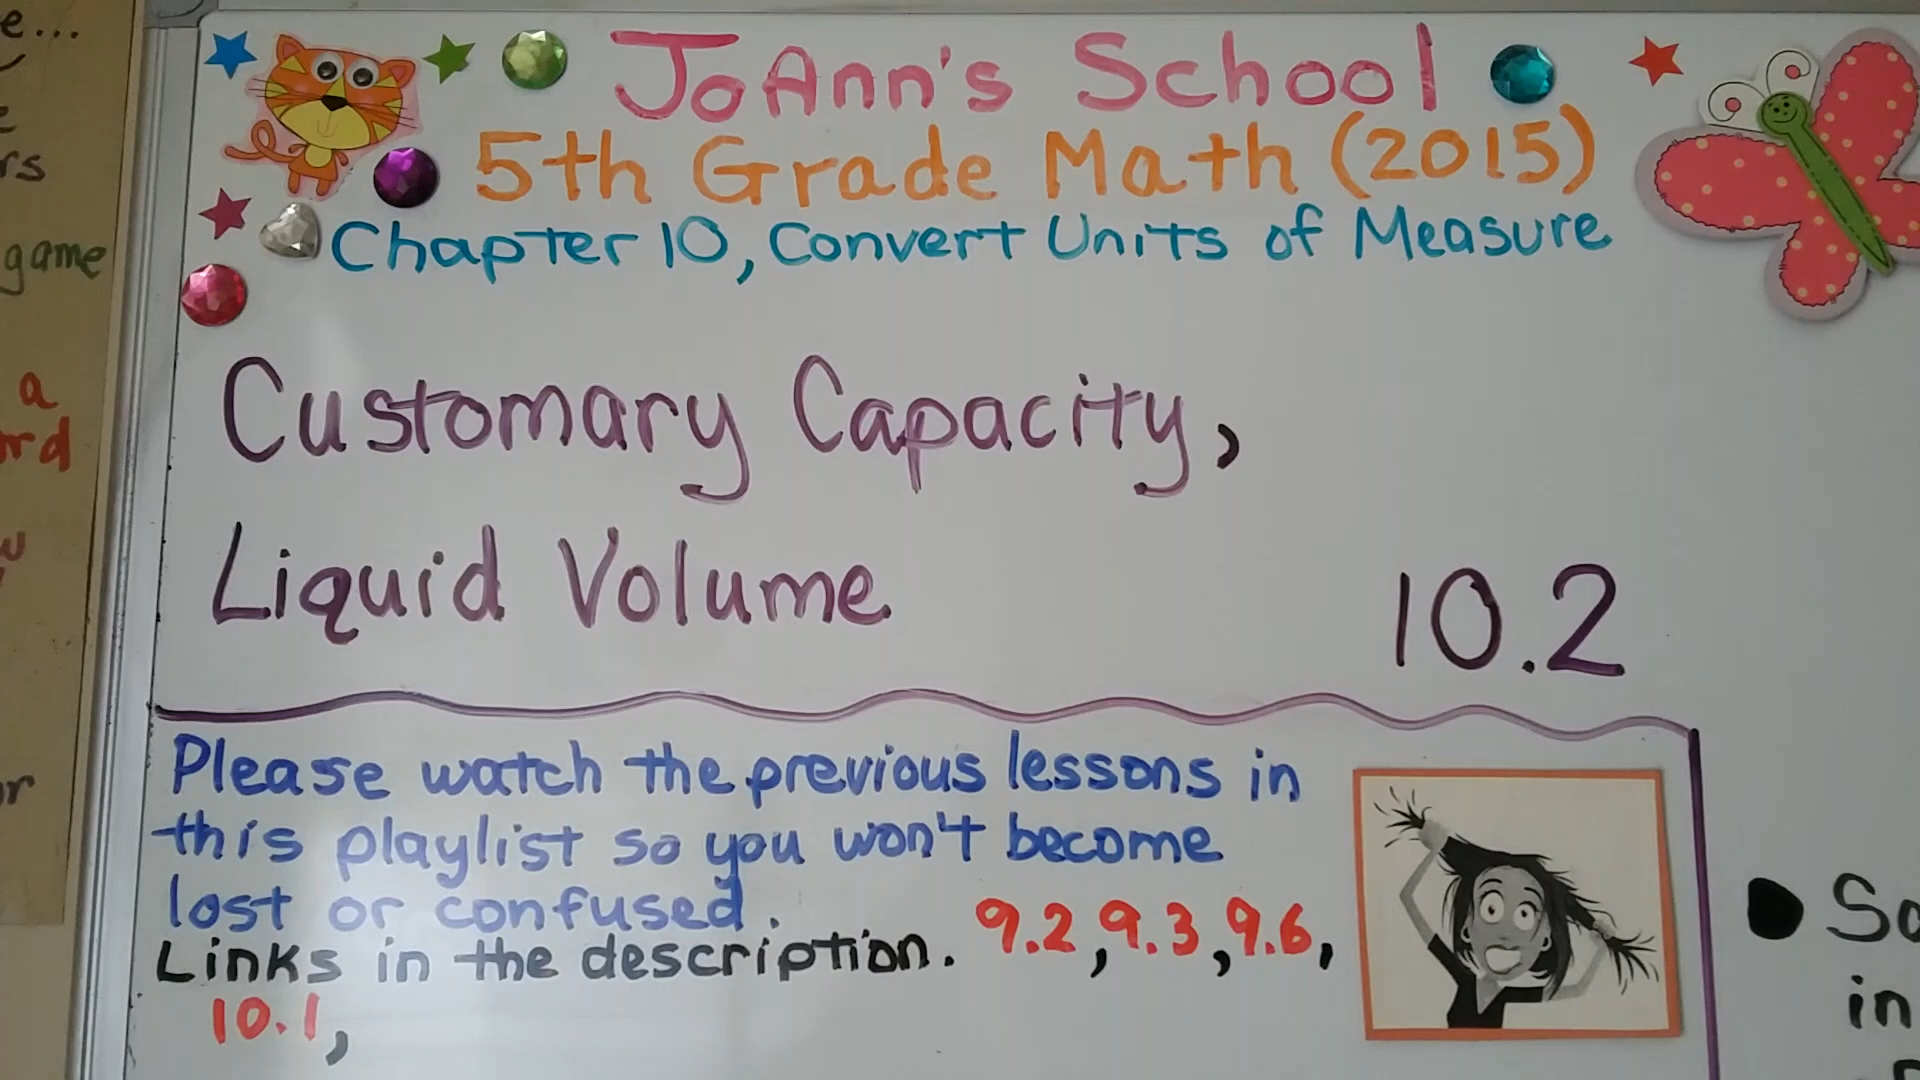 JoAnn's School
5th Grade Math (2015)
Chapter 10, Convert Units of Measure
Customary Capacity,
Liquid Volume
10.2
Please watch the previous lessons in
this playlist so you won't become
lost or confused.
Links in the description. 9.2, 9.3, 9.6,
10.1,
game
a
in